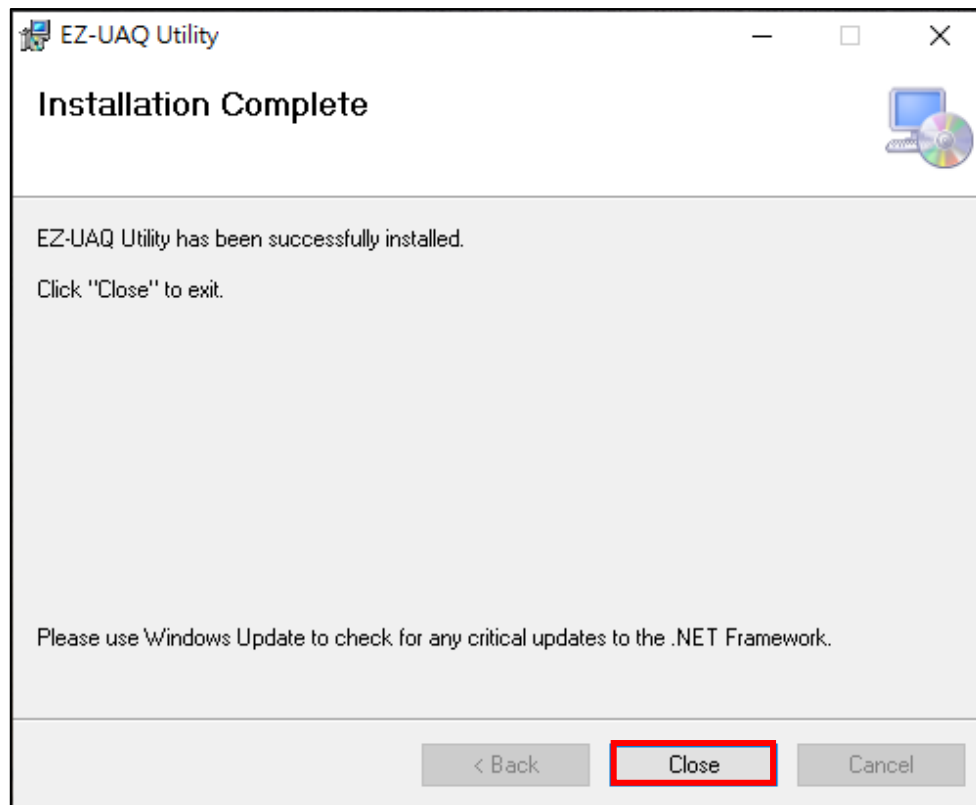 EZ-UAQ Utility
Installation Complete
EZ-UAQ Utility has been successfully installed.
Click "Close" to exit.
Please use Windows Update to check for any critical updates to the .NET Framework.
< Back
Close
Cancel